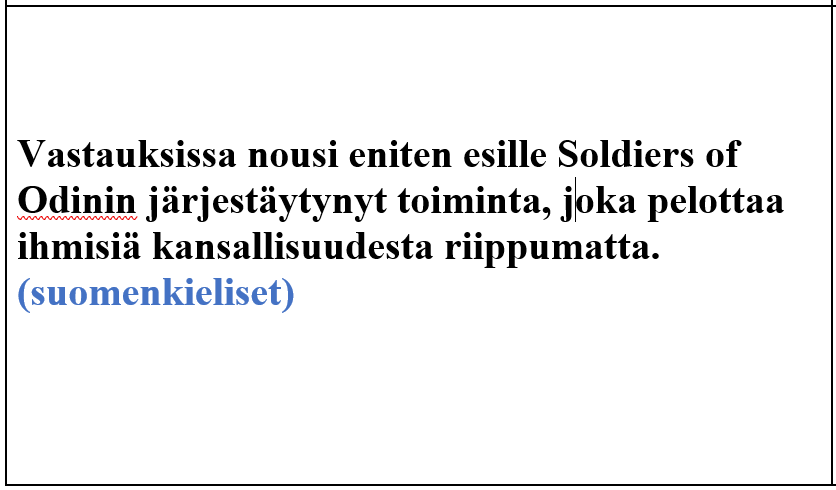 Vastauksissa nousi eniten esille Soldiers of
Odinin järjestäytynyt toiminta, joka pelottaa
ihmisiä kansallisuudesta riippumatta.
(suomenkieliset)